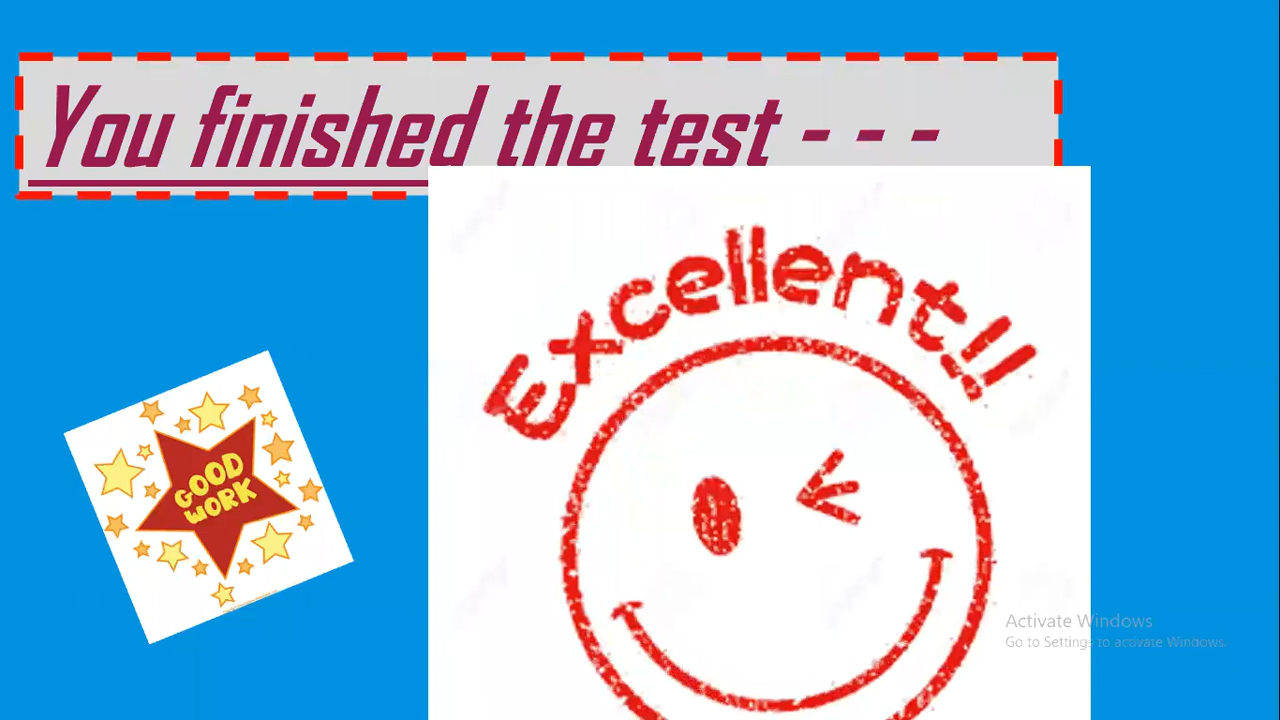 You finished the test - - -
Excellent!!
GOOD
WORK
Activate Windows
Go to Settings to activate Windows.